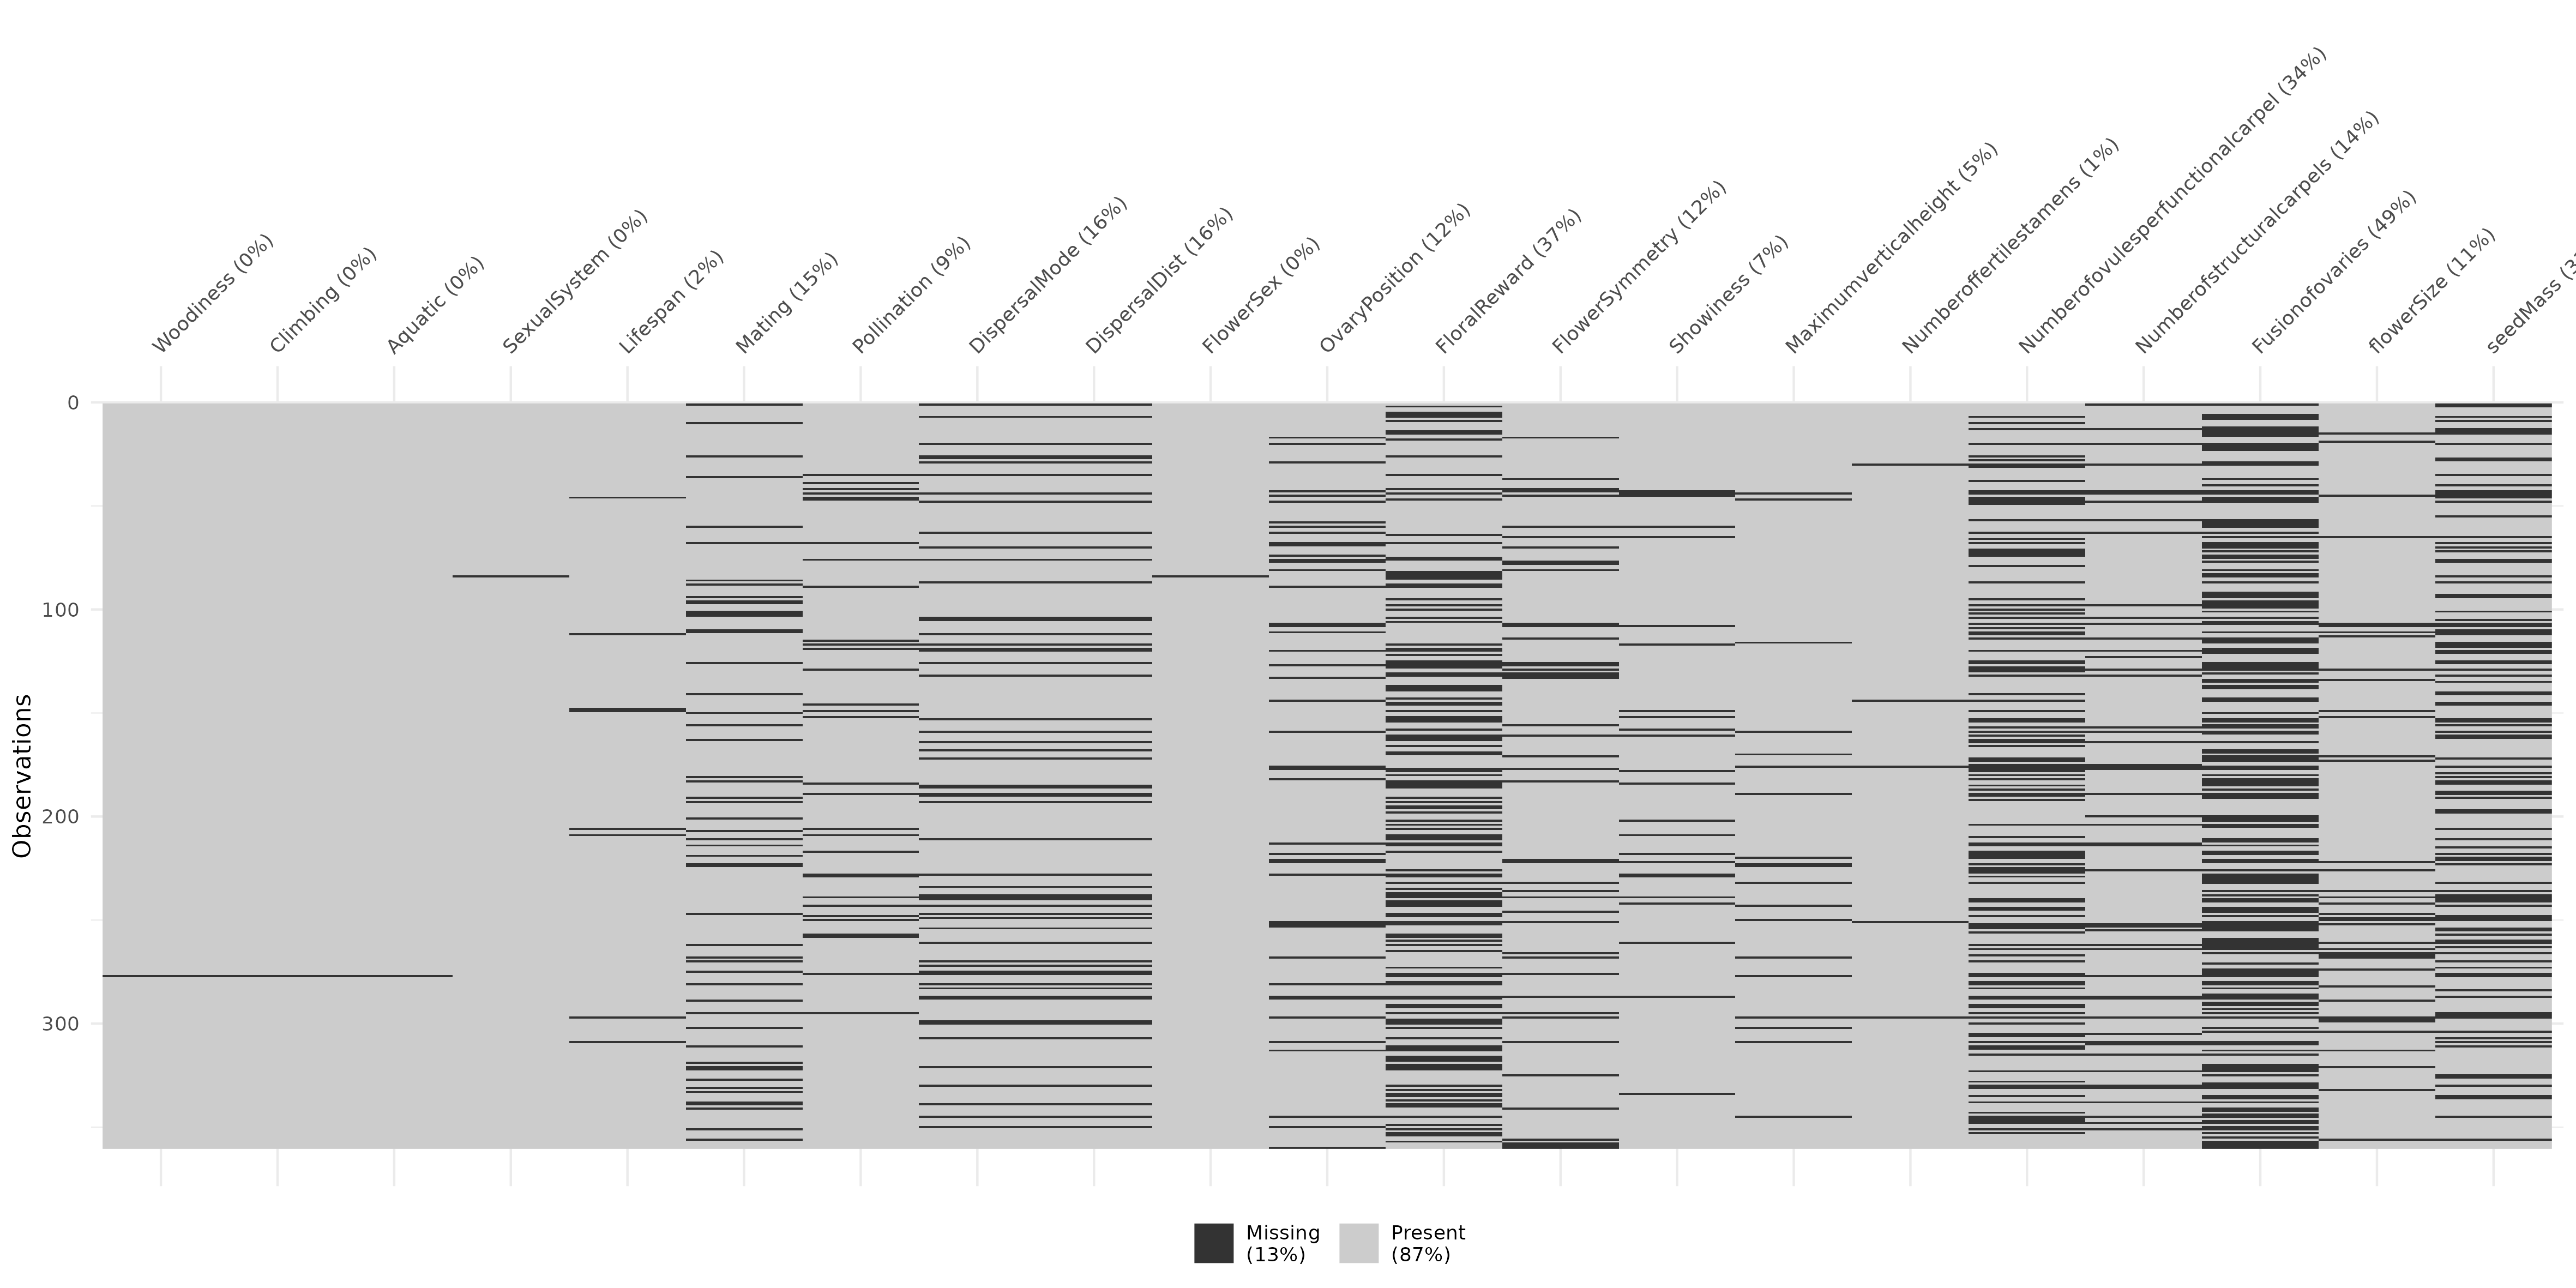 Woodiness (0%)
Climbing (0%)
Aquatic (0%)
SexualSystem (0%)
Lifespan (2%)
Mating (15%)
Pollination (9%)
DispersalMode (16%)
DispersalDist (16%)
FlowerSex (0%)
OvaryPosition (12%)
FloralReward (37%)
FlowerSymmetry (12%)
Showiness (7%)
Maximumverticalheight (5%)
Numberoffertilestamens (1%)
Numberofovulesperfunctionalcarpel (34%)
Numberofstructuralcarpels (14%)
Fusionofovaries (49%)
flowerSize (11%)
seedMass
0
100
200
300
Observations
Missing
(13%)
Present
(87%)